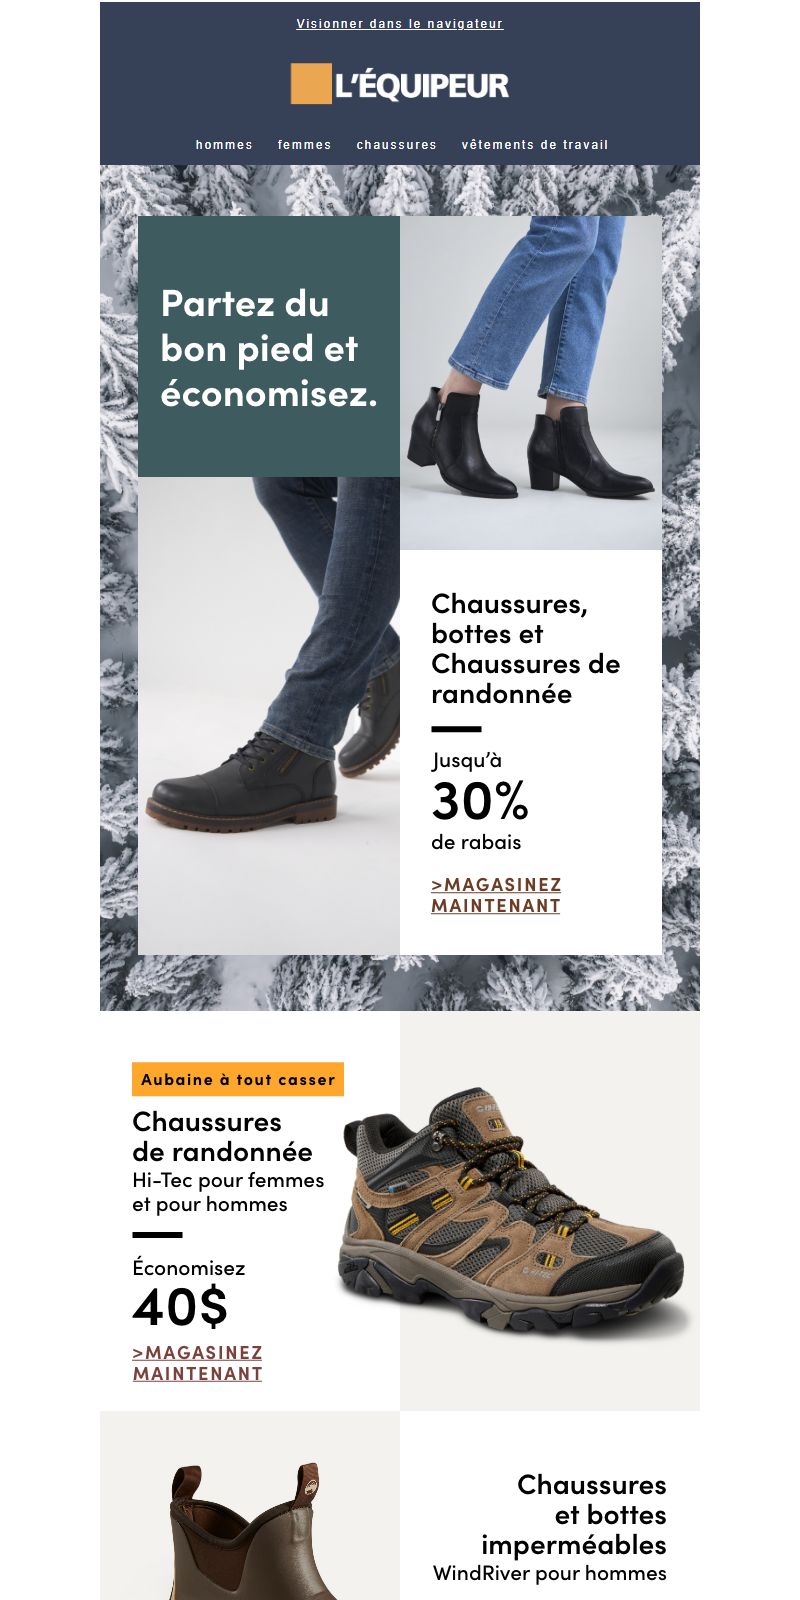 Visionner dans le navigateur
L'ÉQUIPEUR
hommes femmes chaussures vêtements de travail
Partez du
bon pied et
économisez.
Chaussures,
bottes et
Chaussures de
randonnée
Jusqu'à
30%
de rabais
>MAGASINEZ
MAINTENANT
Aubaine à tout casser
Chaussures
de randonnée
Hi-Tec pour femmes
et pour hommes
Économisez
40$
>MAGASINEZ
MAINTENANT
HI-TEC
Chaussures
et bottes
imperméables
WindRiver pour hommes